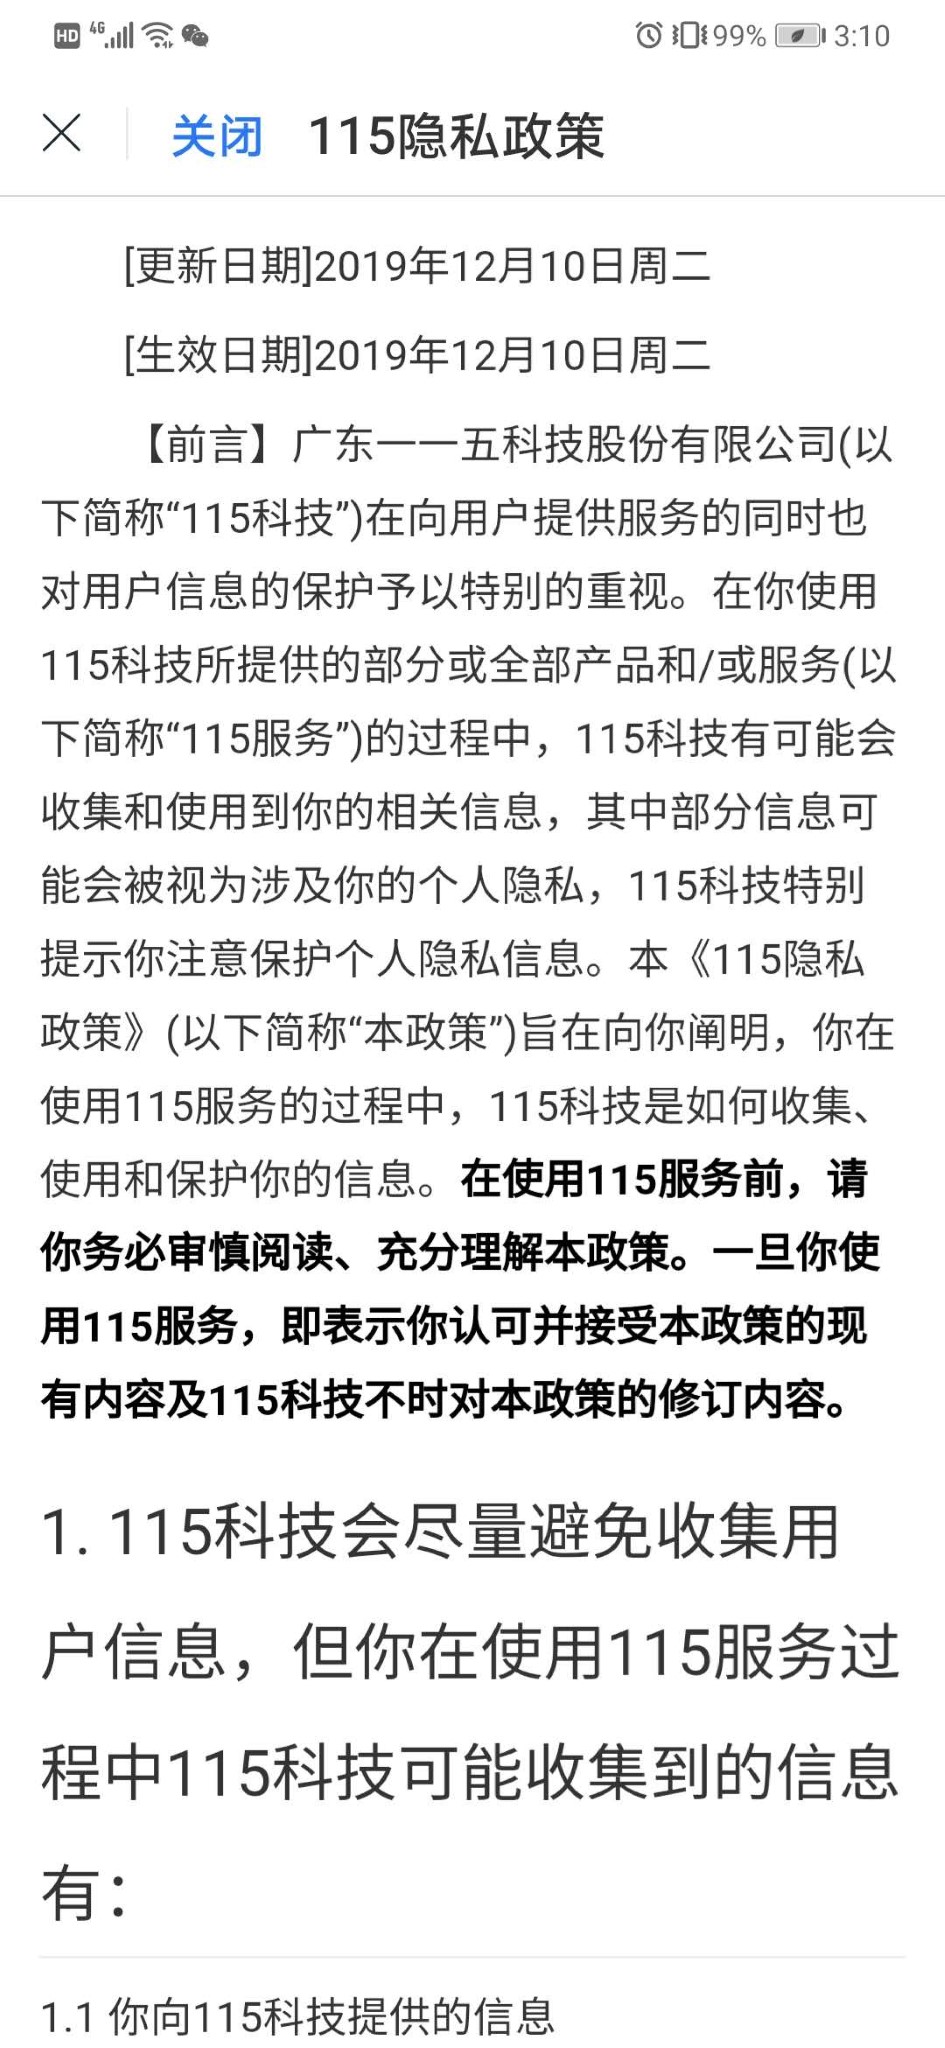 HD 4G 99% 3:10
关闭 115隐私政策
[更新日期]2019年12月10日周二
[生效日期]2019年12月10日周二
【前言】广东一一五科技股份有限公司(以
下简称“115科技”)在向用户提供服务的同时也
对用户信息的保护予以特别的重视。在你使用
115科技所提供的部分或全部产品和/或服务(以
下简称“115服务”)的过程中，115科技有可能会
收集和使用到你的相关信息，其中部分信息可
能会被视为涉及你的个人隐私，115科技特别
提示你注意保护个人隐私信息。本《115隐私
政策》(以下简称“本政策”)旨在向你阐明，你在
使用115服务的过程中，115科技是如何收集、
使用和保护你的信息。在使用115服务前，请
你务必审慎阅读、充分理解本政策。一旦你使
用115服务，即表示你认可并接受本政策的现
有内容及115科技不时对本政策的修订内容。
1. 115科技会尽量避免收集用
户信息，但你在使用115服务过
程中115科技可能收集到的信息
有：
1.1 你向115科技提供的信息